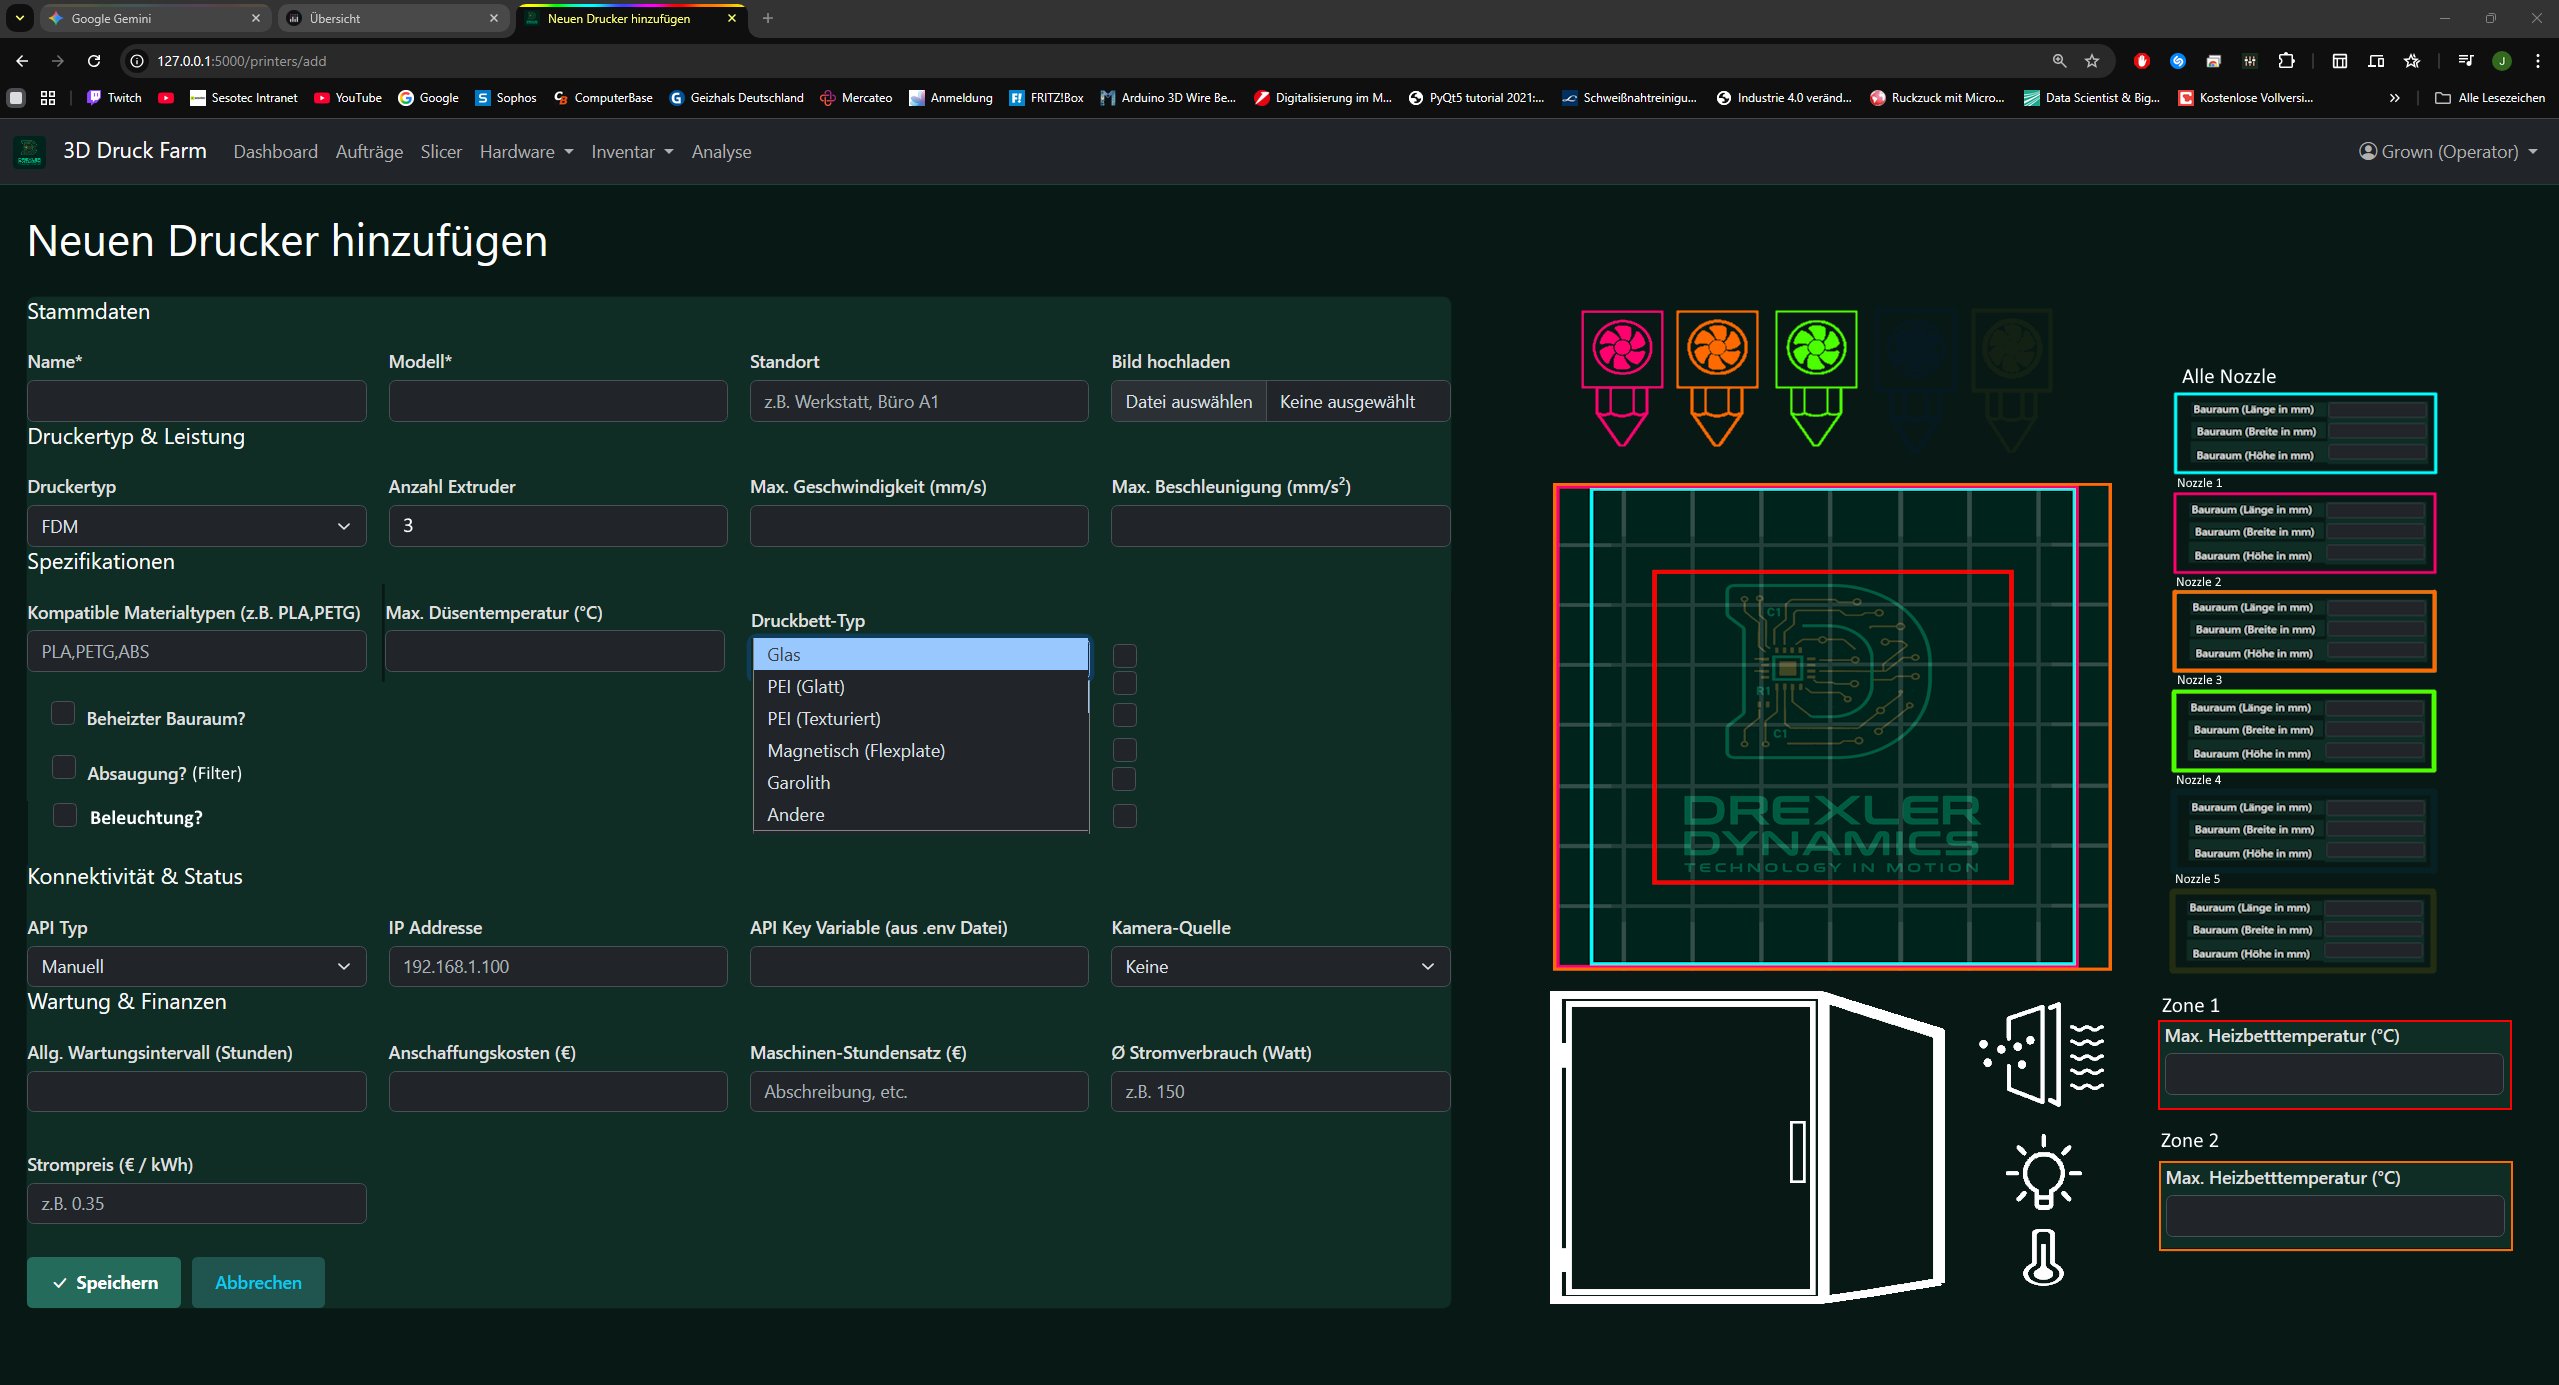 Google Gemini
Übersicht
Neuen Drucker hinzufügen
127.0.0.1:5000/printers/add
Twitch
Sesotec Intranet
YouTube
Google
Sophos
ComputerBase
Geizhals Deutschland
Mercateo
Anmeldung
FRITZ!Box
Arduino 3D Wire Be...
Digitalisierung im M...
PyQt5 tutorial 2021:...
Schweißnahtreinigu...
Industrie 4.0 veränd...
Ruckzuck mit Micro...
Data Scientist & Big...
Kostenlose Vollversi...
Alle Lesezeichen
3D Druck Farm
Dashboard
Aufträge
Slicer
Hardware
Inventar
Analyse
Grown (Operator)
Neuen Drucker hinzufügen
Stammdaten
Name*
Modell*
Standort
Bild hochladen
z.B. Werkstatt, Büro A1
Datei auswählen
Keine ausgewählt
Druckertyp & Leistung
Druckertyp
Anzahl Extruder
Max. Geschwindigkeit (mm/s)
Max. Beschleunigung (mm/s²)
FDM
3
Spezifikationen
Kompatible Materialtypen (z.B. PLA,PETG)
Max. Düsentemperatur (°C)
Druckbett-Typ
PLA,PETG,ABS
Glas
PEI (Glatt)
PEI (Texturiert)
Magnetisch (Flexplate)
Garolith
Andere
Beheizter Bauraum?
Absaugung? (Filter)
Beleuchtung?
Konnektivität & Status
API Typ
IP Addresse
API Key Variable (aus .env Datei)
Kamera-Quelle
Manuell
192.168.1.100
Keine
Wartung & Finanzen
Allg. Wartungsintervall (Stunden)
Anschaffungskosten (€)
Maschinen-Stundensatz (€)
Ø Stromverbrauch (Watt)
Abschreibung, etc.
z.B. 150
Strompreis (€ / kWh)
z.B. 0.35
Speichern
Abbrechen
C1
R1
C1
DREXLER
DYNAMICS
TECHNOLOGY IN MOTION
Alle Nozzle
Bauraum (Länge in mm)
Bauraum (Breite in mm)
Bauraum (Höhe in mm)
Nozzle 1
Bauraum (Länge in mm)
Bauraum (Breite in mm)
Bauraum (Höhe in mm)
Nozzle 2
Bauraum (Länge in mm)
Bauraum (Breite in mm)
Bauraum (Höhe in mm)
Nozzle 3
Bauraum (Länge in mm)
Bauraum (Breite in mm)
Bauraum (Höhe in mm)
Nozzle 4
Bauraum (Länge in mm)
Bauraum (Breite in mm)
Bauraum (Höhe in mm)
Nozzle 5
Bauraum (Länge in mm)
Bauraum (Breite in mm)
Bauraum (Höhe in mm)
Zone 1
Max. Heizbetttemperatur (°C)
Zone 2
Max. Heizbetttemperatur (°C)